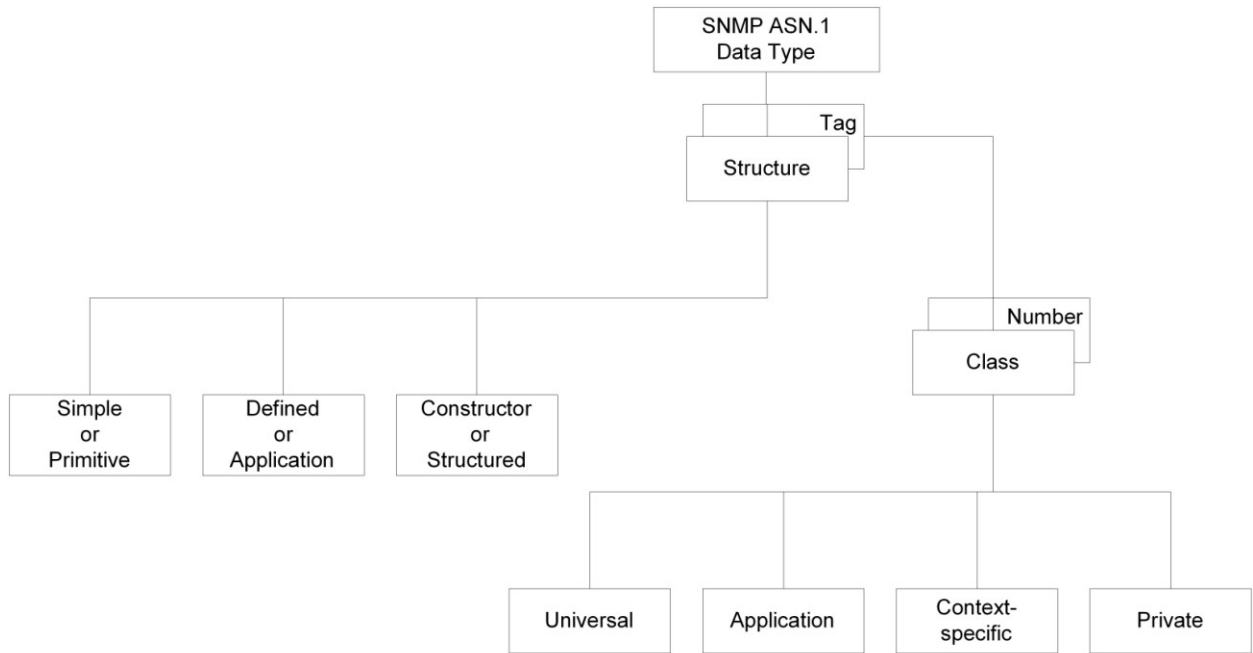 SNMP ASN.1
Data Type
Tag
Structure
Number
Class
Simple
or
Primitive
Defined
or
Application
Constructor
or
Structured
Universal
Application
Context-
specific
Private